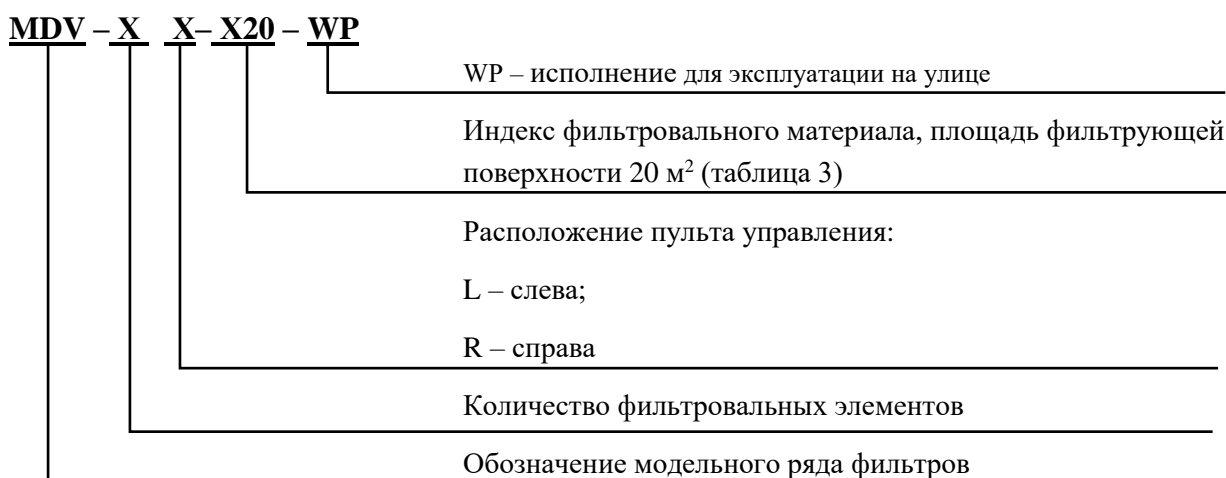 MDV – X X– X20 – WP
WP – исполнение для эксплуатации на улице
Индекс фильтровального материала, площадь фильтрующей
поверхности 20 м² (таблица 3)
Расположение пульта управления:
L – слева;
R – справа
Количество фильтровальных элементов
Обозначение модельного ряда фильтров